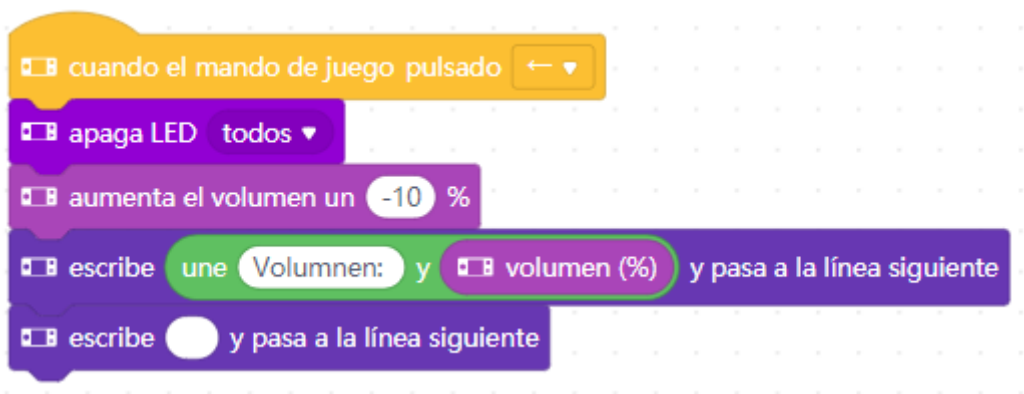 cuando el mando de juego pulsado ← ▾
apaga LED todos ▾
aumenta el volumen un -10 %
escribe une Volumnen: y volumen (%) y pasa a la línea siguiente
escribe y pasa a la línea siguiente